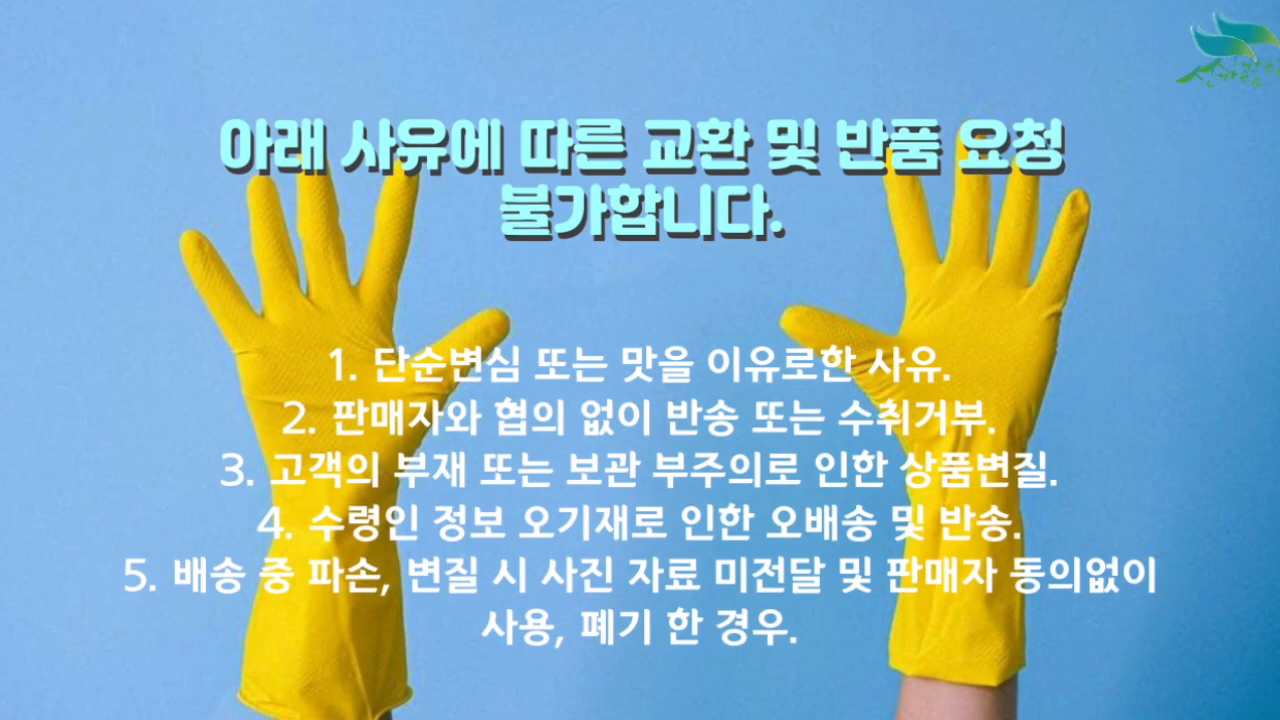 아래 사유에 따른 교환 및 반품 요청
불가합니다.
1. 단순변심 또는 맛을 이유로한 사유.
2. 판매자와 협의 없이 반송 또는 수취거부.
3. 고객의 부재 또는 보관 부주의로 인한 상품변질.
4. 수령인 정보 오기재로 인한 오배송 및 반송.
5. 배송 중 파손, 변질 시 사진 자료 미전달 및 판매자 동의없이
사용, 폐기 한 경우.